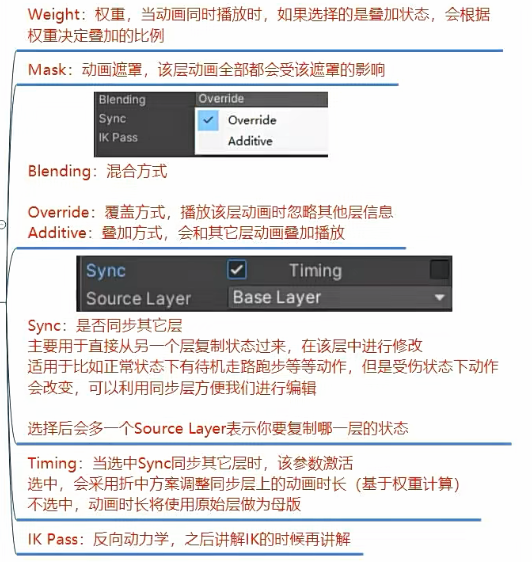 Weight：权重，当动画同时播放时，如果选择的是叠加状态，会根据
权重决定叠加的比例
Mask：动画遮罩，该层动画全部都会受该遮罩的影响
Blending Override
Sync Override
IK Pass Additive
Blending：混合方式
Override：覆盖方式，播放该层动画时忽略其他层信息
Additive：叠加方式，会和其它层动画叠加播放
Sync Timing
Source Layer Base Layer
Sync：是否同步其它层
主要用于直接从另一个层复制状态过来，在该层中进行修改
适用于比如正常状态下有待机走路跑步等等动作，但是受伤状态下动作
会改变，可以利用同步层方便我们进行编辑
选择后会多一个Source Layer表示你要复制哪一层的状态
Timing：当选中Sync同步其它层时，该参数激活
选中，会采用折中方案调整同步层上的动画时长（基于权重计算）
不选中，动画时长将使用原始层做为母版
IK Pass：反向动力学，之后讲解IK的时候再讲解